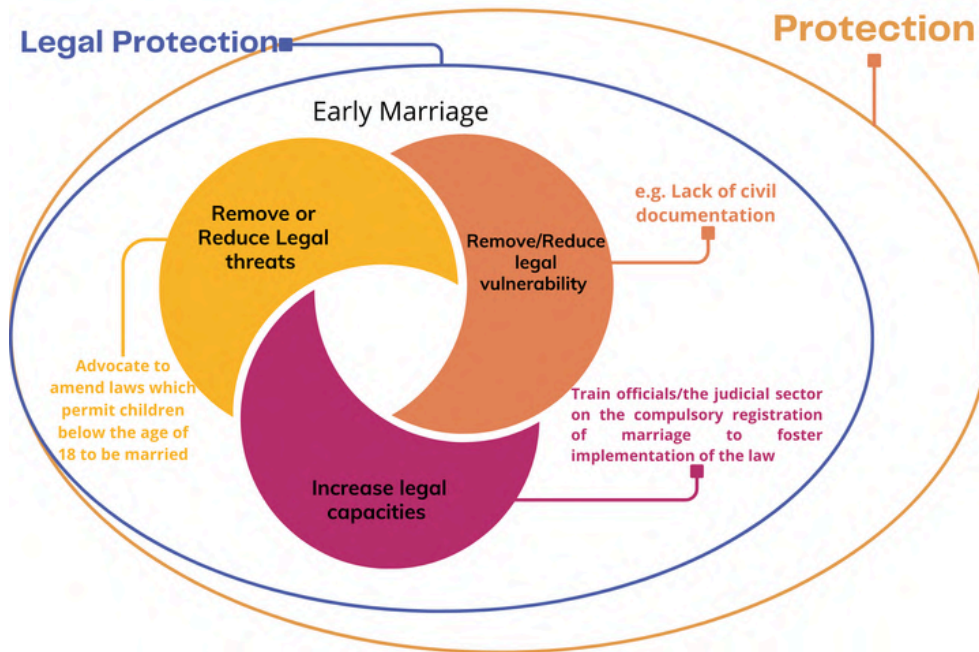 Legal Protection
Protection
Early Marriage
Remove or
Reduce Legal
threats
Remove/Reduce
legal
vulnerability
e.g. Lack of civil
documentation
Advocate to
amend laws which
permit children
below the age of
18 to be married
Train officials/the judicial sector
on the compulsory registration
of marriage to foster
implementation of the law
Increase legal
capacities